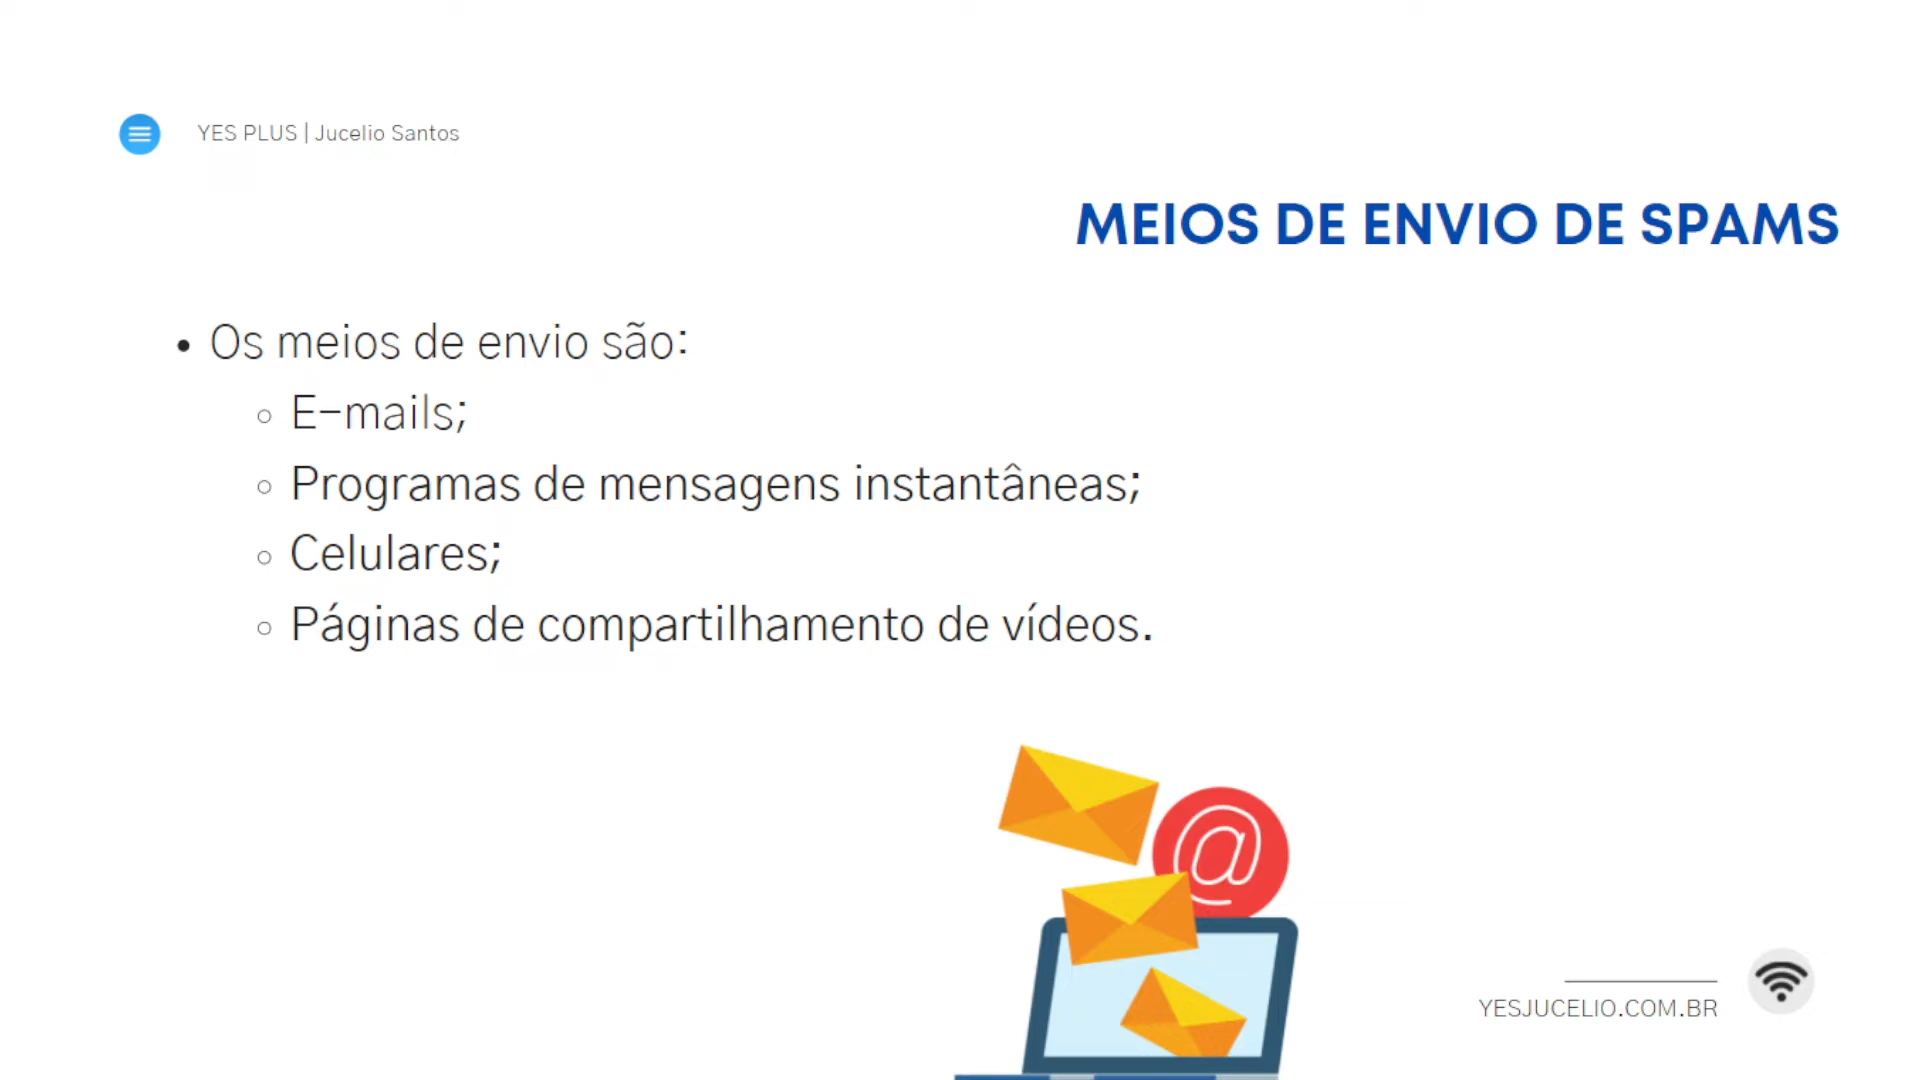 YES PLUS | Jucelio Santos
MEIOS DE ENVIO DE SPAMS
• Os meios de envio são:
○ E-mails;
○ Programas de mensagens instantâneas;
○ Celulares;
○ Páginas de compartilhamento de vídeos.
@
YESJUCELIO.COM.BR